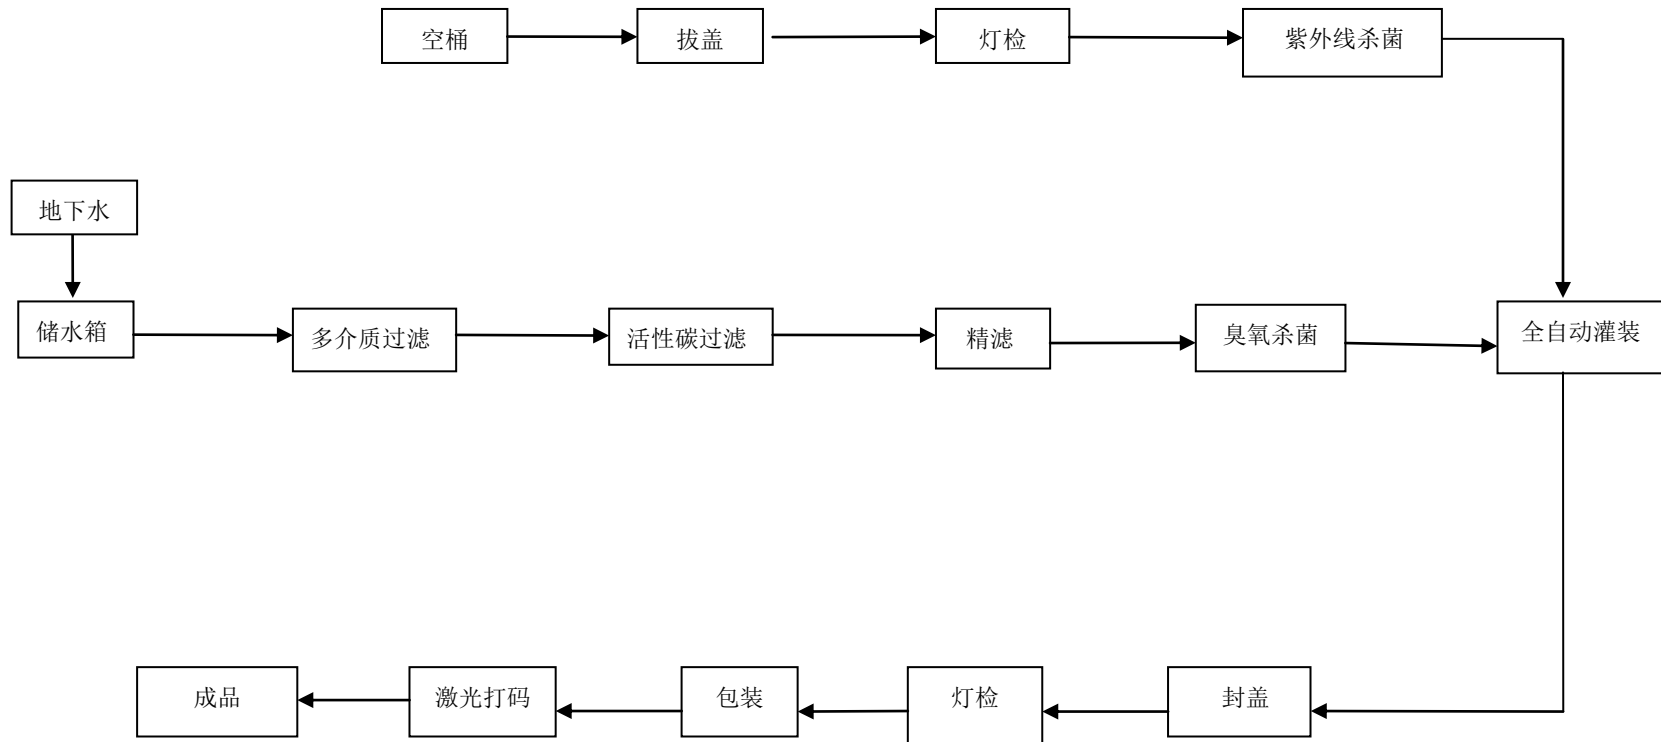 空桶
拔盖
灯检
紫外线杀菌
地下水
储水箱
多介质过滤
活性碳过滤
精滤
臭氧杀菌
全自动灌装
成品
激光打码
包装
灯检
封盖